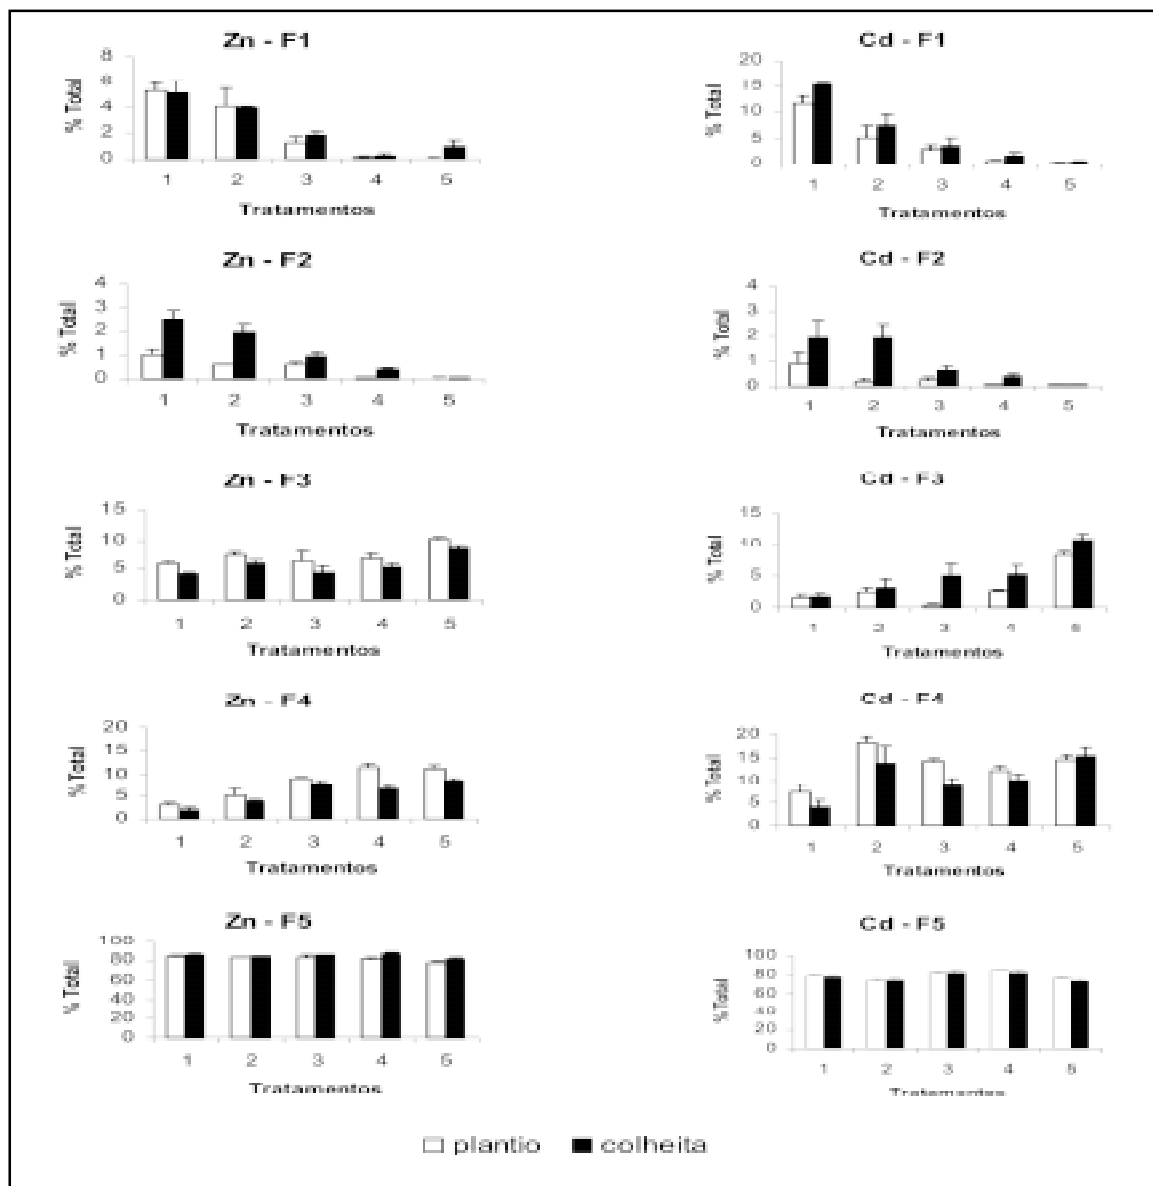 Zn - F1
% Total
8
6
4
2
0
1 2 3 4 5
Tratamentos
Cd - F1
% Total
20
15
10
5
0
1 2 3 4 5
Tratamentos
Zn - F2
% Total
4
3
2
1
0
1 2 3 4 5
Tratamentos
Cd - F2
% Total
4
3
2
1
0
1 2 3 4 5
Tratamentos
Zn - F3
% Total
15
10
5
0
1 2 3 4 5
Tratamentos
Cd - F3
% Total
15
10
5
0
1 2 3 4 5
Tratamentos
Zn - F4
% Total
20
15
10
5
0
1 2 3 4 5
Tratamentos
Cd - F4
% Total
20
15
10
5
0
1 2 3 4 5
Tratamentos
Zn - F5
% Total
100
80
60
40
20
0
1 2 3 4 5
Tratamentos
Cd - F5
% Total
100
80
60
40
20
0
1 2 3 4 5
Tratamentos
plantio colheita